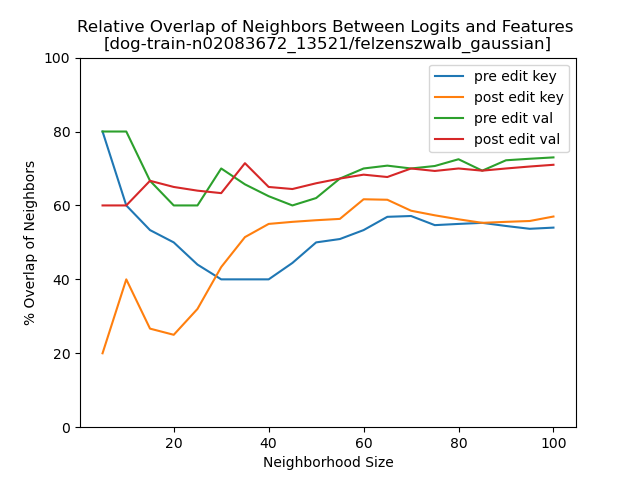 Relative Overlap of Neighbors Between Logits and Features
[dog-train-n02083672_13521/felzenszwalb_gaussian]
100
80
60
40
20
0
% Overlap of Neighbors
pre edit key
post edit key
pre edit val
post edit val
20 40 60 80 100
Neighborhood Size